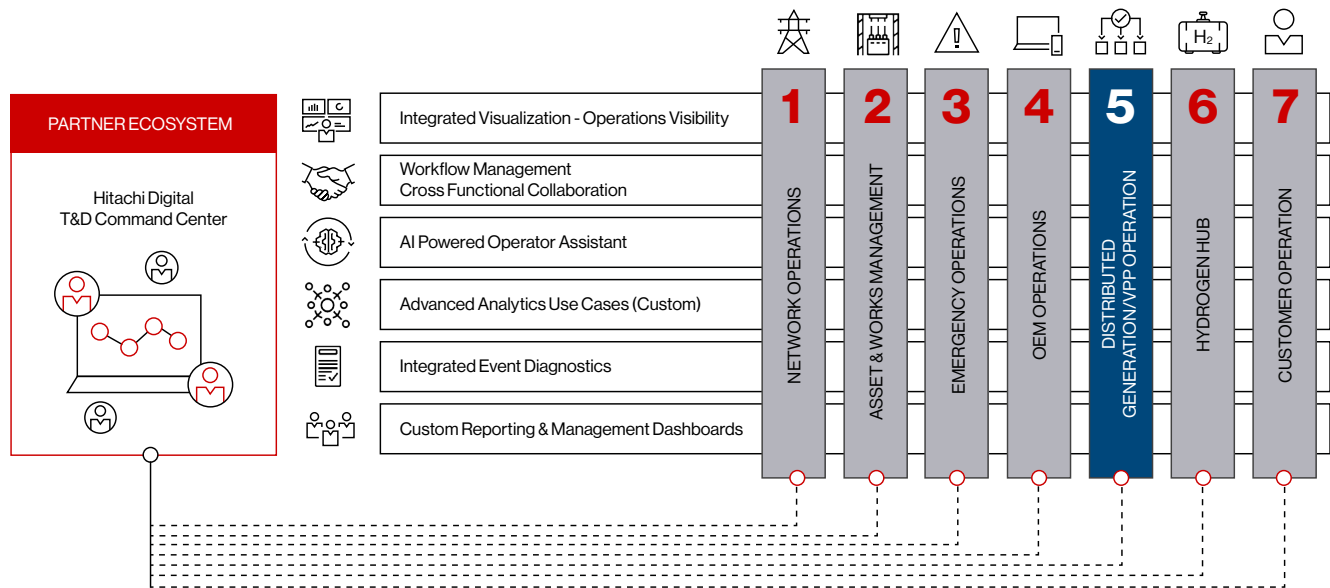 PARTNER ECOSYSTEM
Hitachi Digital
T&D Command Center
Integrated Visualization - Operations Visibility
Workflow Management
Cross Functional Collaboration
AI Powered Operator Assistant
Advanced Analytics Use Cases (Custom)
Integrated Event Diagnostics
Custom Reporting & Management Dashboards
1
NETWORK OPERATIONS
2
ASSET & WORKS MANAGEMENT
3
EMERGENCY OPERATIONS
4
OEM OPERATIONS
5
DISTRIBUTED
GENERATION/VPP OPERATION
H₂
6
HYDROGEN HUB
7
CUSTOMER OPERATION